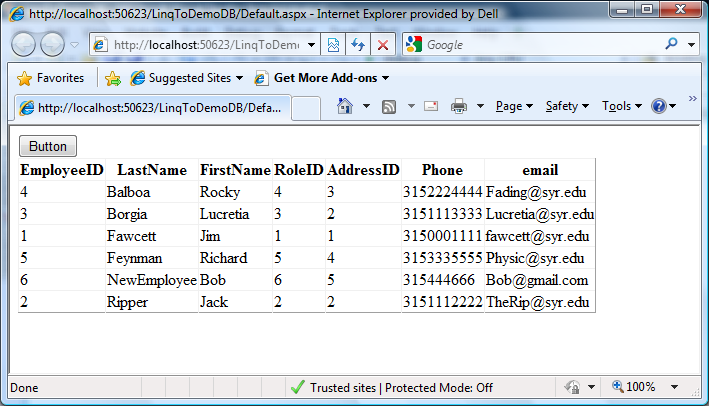 http://localhost:50623/LinqToDemoDB/Default.aspx - Internet Explorer provided by Dell
http://localhost:50623/LinqToDemo Google
Favorites Suggested Sites Get More Add-ons
http://localhost:50623/LinqToDemoDB/Defa... Page Safety Tools »
Button
EmployeeID LastName FirstName RoleID AddressID Phone email
4 Balboa Rocky 4 3 3152224444 Fading@syr.edu
3 Borgia Lucretia 3 2 3151113333 Lucretia@syr.edu
1 Fawcett Jim 1 1 3150001111 fawcett@syr.edu
5 Feynman Richard 5 4 3153335555 Physic@syr.edu
6 NewEmployee Bob 6 5 315444666 Bob@gmail.com
2 Ripper Jack 2 2 3151112222 TheRip@syr.edu
Done Trusted sites | Protected Mode: Off 100%